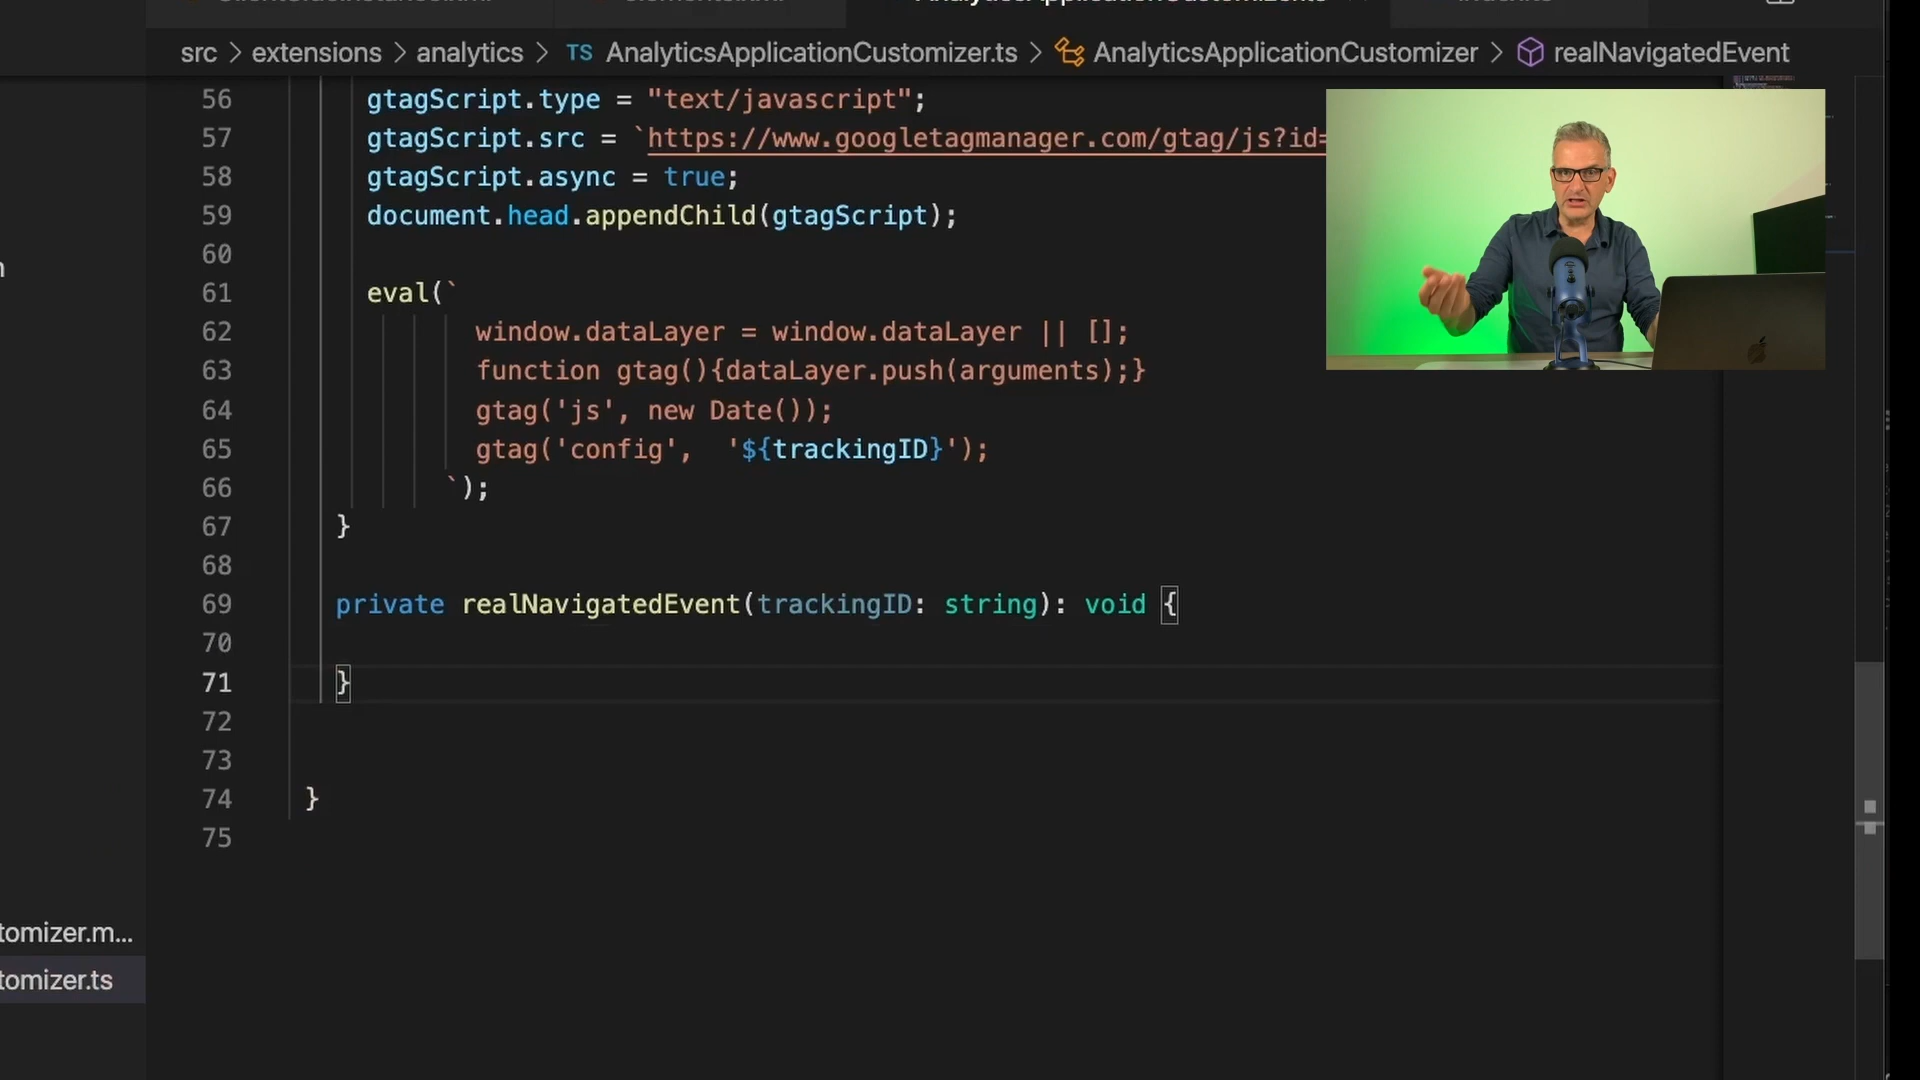 src > extensions > analytics > TS AnalyticsApplicationCustomizer.ts > AnalyticsApplicationCustomizer > realNavigatedEvent
56 gtagScript.type = "text/javascript";
57 gtagScript.src = `https://www.googletagmanager.com/gtag/js?id=
58 gtagScript.async = true;
59 document.head.appendChild(gtagScript);
60
61 eval(`
62 window.dataLayer = window.dataLayer || [];
63 function gtag(){dataLayer.push(arguments);}
64 gtag('js', new Date());
65 gtag('config', '${trackingID}');
66 `);
67 }
68
69 private realNavigatedEvent(trackingID: string): void {
70
71 }
72
73
74 }
75
tomizer.m...
tomizer.ts